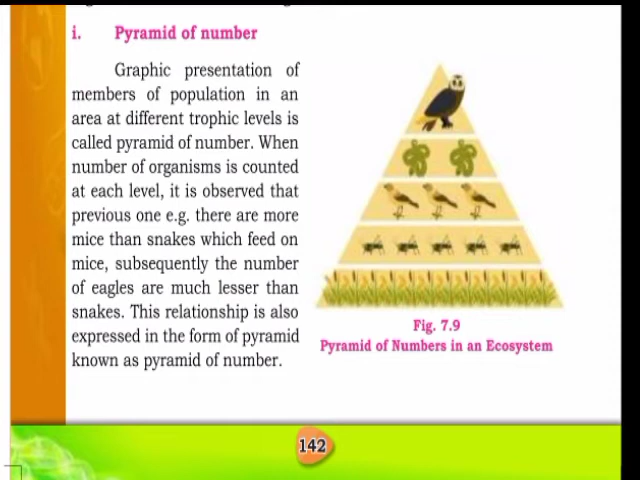 i. Pyramid of number
Graphic presentation of
members of population in an
area at different trophic levels is
called pyramid of number. When
number of organisms is counted
at each level, it is observed that
previous one e.g. there are more
mice than snakes which feed on
mice, subsequently the number
of eagles are much lesser than
snakes. This relationship is also
expressed in the form of pyramid
known as pyramid of number.
Fig. 7.9
Pyramid of Numbers in an Ecosystem
142